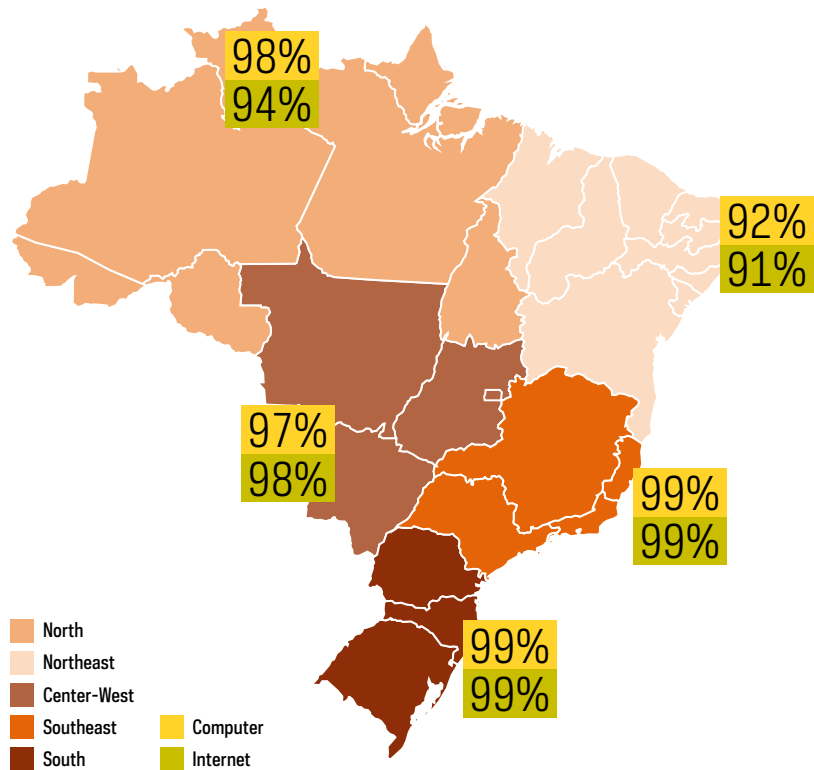 98%
94%
92%
91%
97%
98%
99%
99%
99%
99%
North
Northeast
Center-West
Southeast
South
Computer
Internet